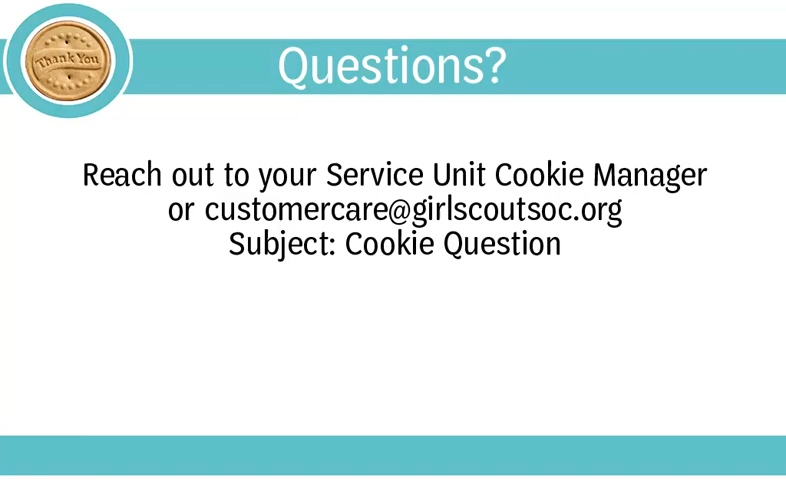 Thank You
Questions?
Reach out to your Service Unit Cookie Manager
or customercare@girlscoutsoc.org
Subject: Cookie Question